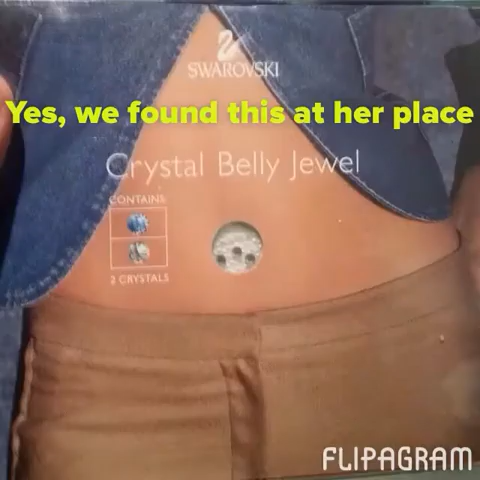 SWAROVSKI
Yes, we found this at her place
Crystal Belly Jewel
CONTAINS:
2 CRYSTALS
FLIPAGRAM